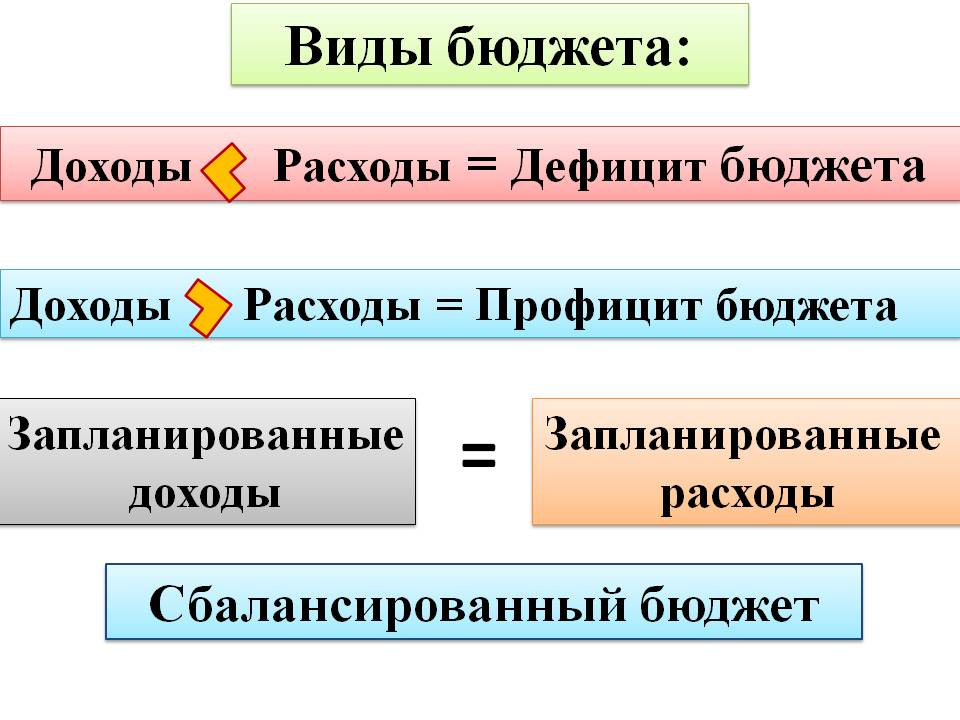 Виды бюджета:
Доходы < Расходы = Дефицит бюджета
Доходы > Расходы = Профицит бюджета
Запланированные
доходы
=
Запланированные
расходы
Сбалансированный бюджет